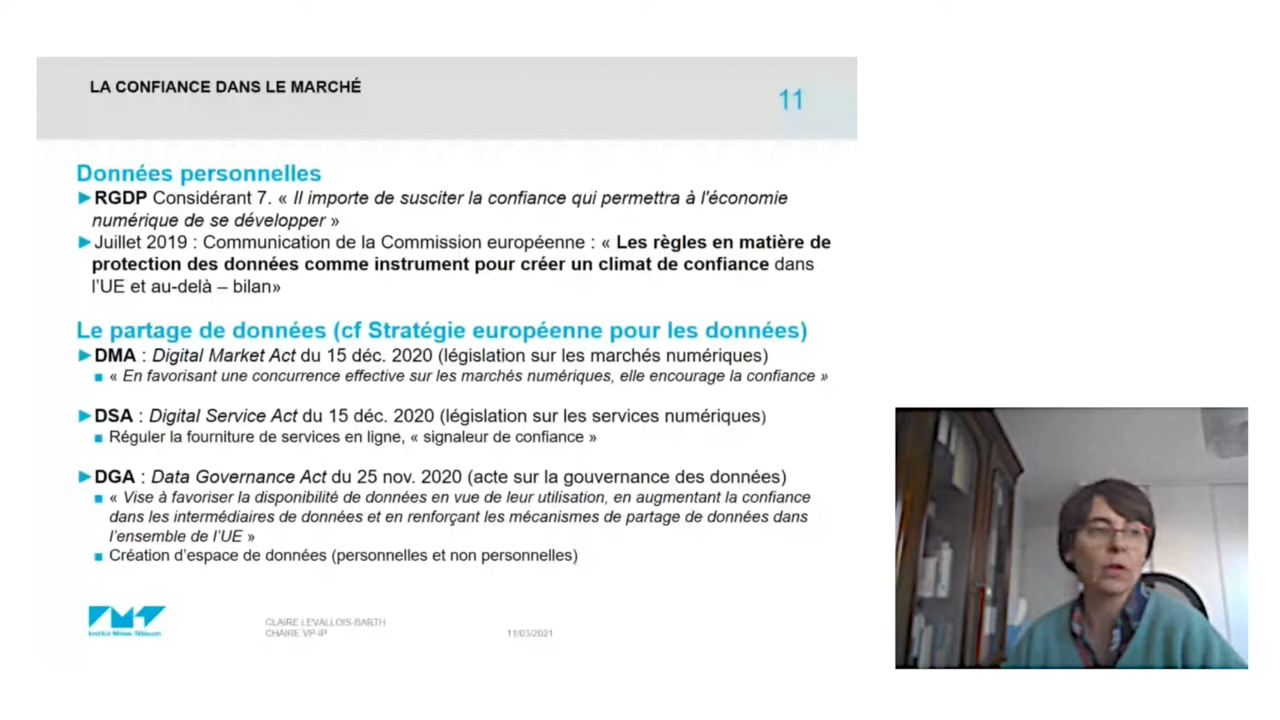 LA CONFIANCE DANS LE MARCHÉ
11
Données personnelles
►RGDP Considérant 7. « Il importe de susciter la confiance qui permettra à l'économie
numérique de se développer »
►Juillet 2019 : Communication de la Commission européenne : « Les règles en matière de
protection des données comme instrument pour créer un climat de confiance dans
l'UE et au-delà – bilan»
Le partage de données (cf Stratégie européenne pour les données)
►DMA : Digital Market Act du 15 déc. 2020 (législation sur les marchés numériques)
■ « En favorisant une concurrence effective sur les marchés numériques, elle encourage la confiance »
►DSA : Digital Service Act du 15 déc. 2020 (législation sur les services numériques)
■ Réguler la fourniture de services en ligne, « signaleur de confiance »
►DGA : Data Governance Act du 25 nov. 2020 (acte sur la gouvernance des données)
■ « Vise à favoriser la disponibilité de données en vue de leur utilisation, en augmentant la confiance
dans les intermédiaires de données et en renforçant les mécanismes de partage de données dans
l'ensemble de l'UE »
■ Création d'espace de données (personnelles et non personnelles)
Institut Mines-Télécom
CLAIRE LEVALLOIS-BARTH
CHAIRE VP-IP
11/03/2021